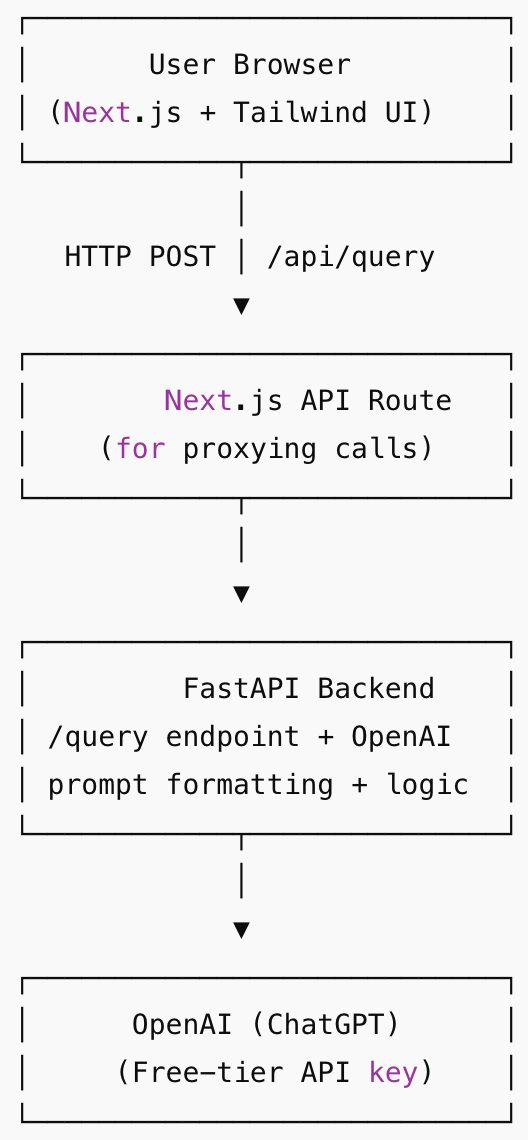 User Browser
(Next.js + Tailwind UI)
HTTP POST │ /api/query
▼
Next.js API Route
(for proxying calls)
▼
FastAPI Backend
/query endpoint + OpenAI
prompt formatting + logic
▼
OpenAI (ChatGPT)
(Free-tier API key)